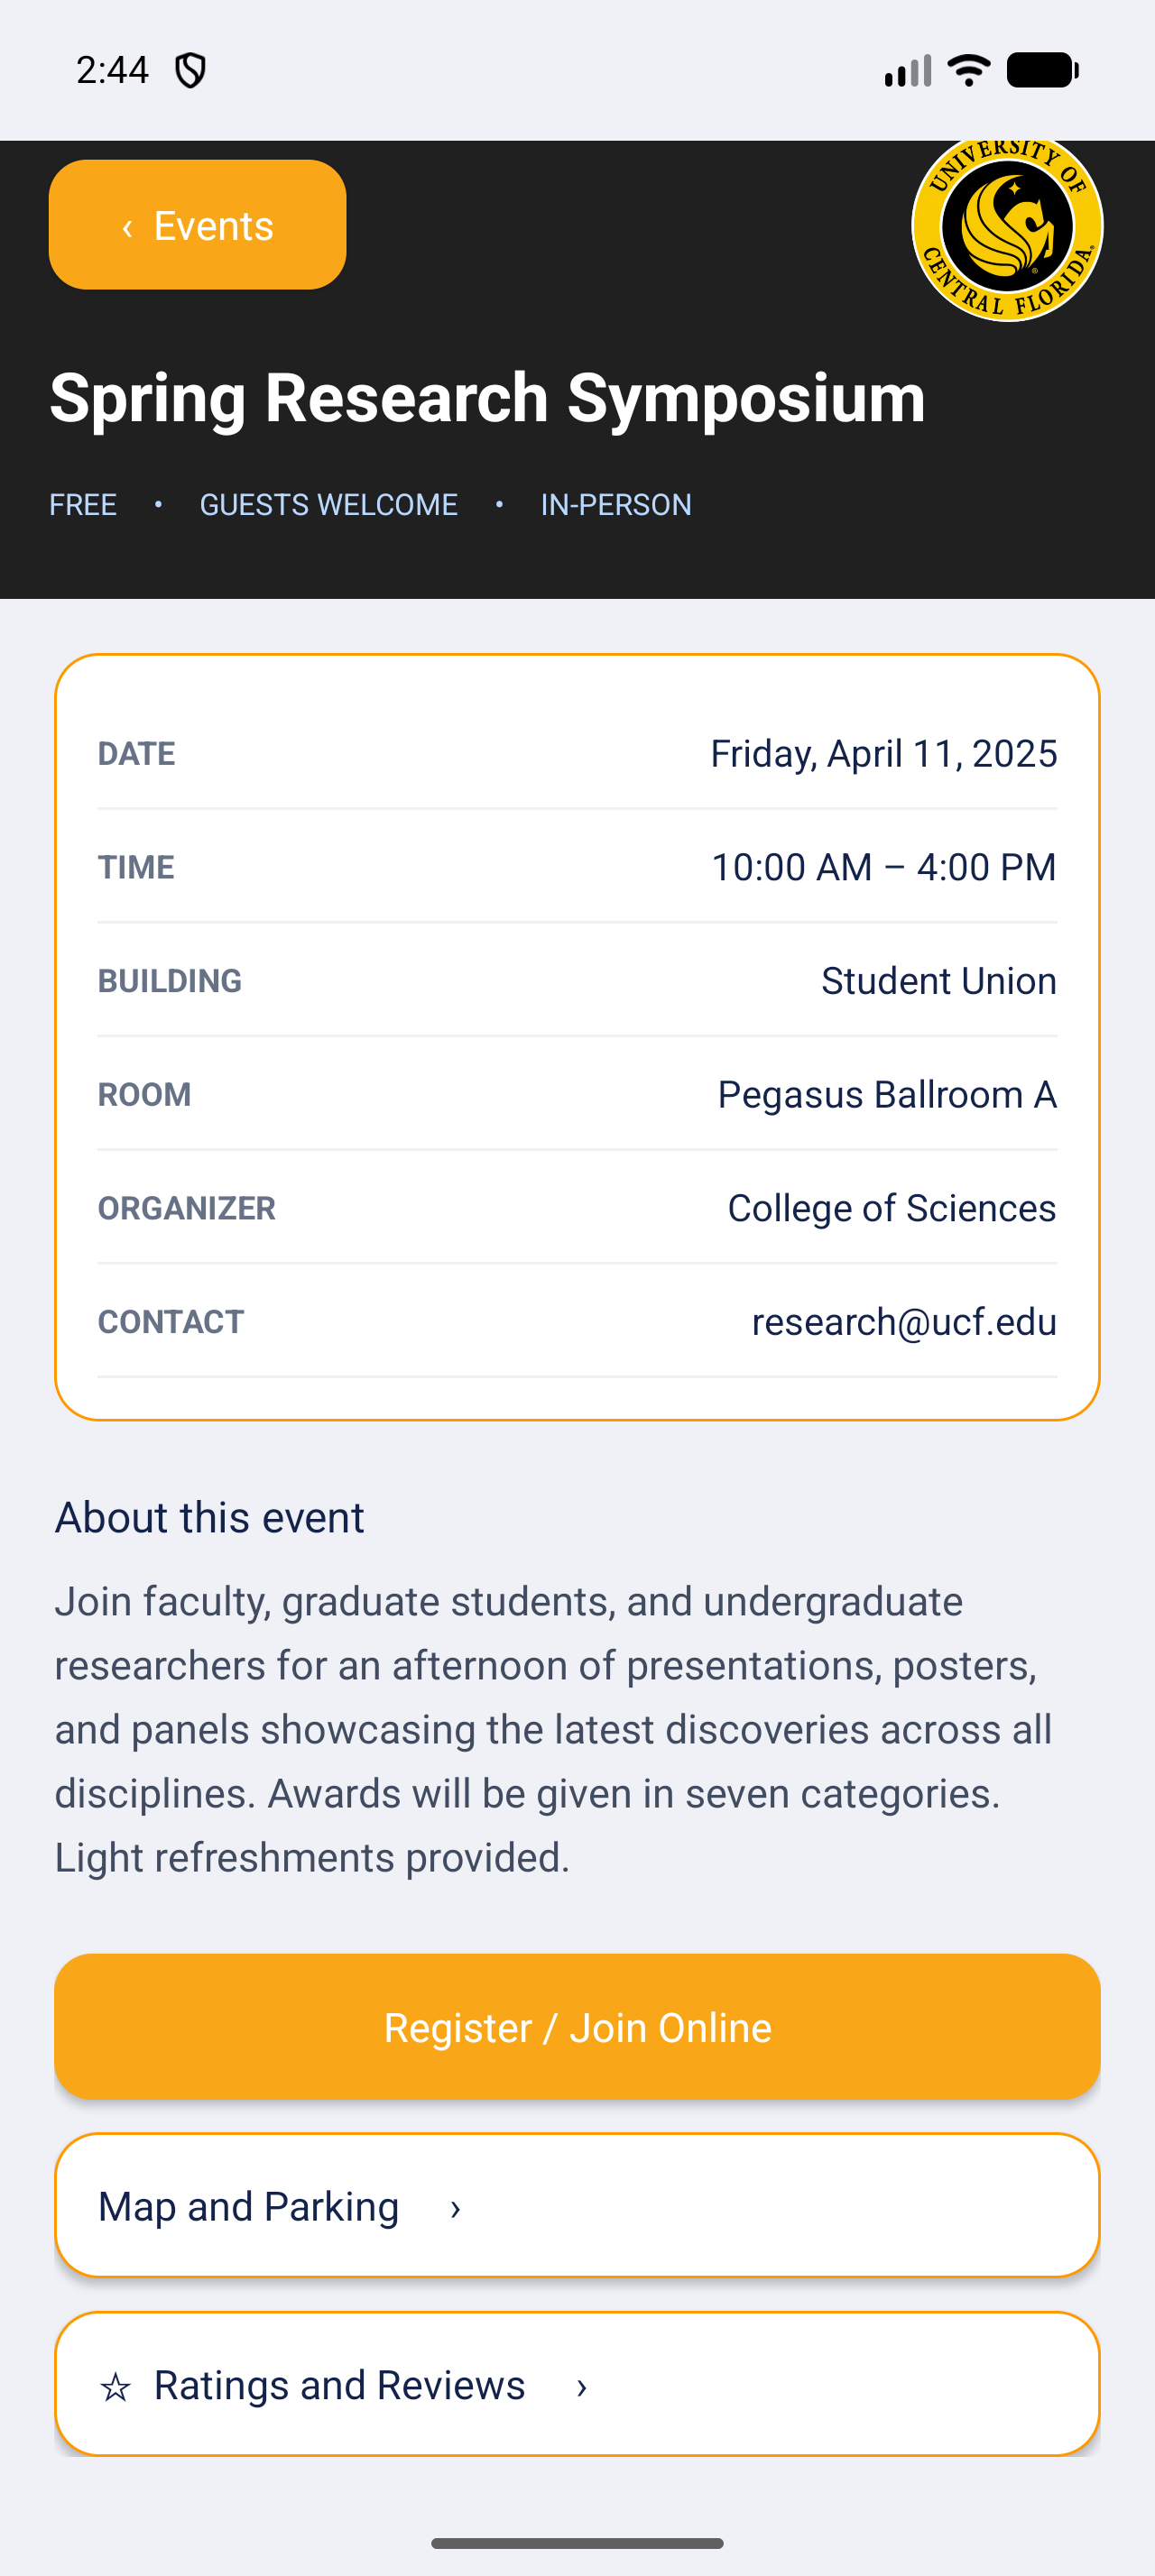 2:44
‹ Events
UNIVERSITY OF
CENTRAL FLORIDA
Spring Research Symposium
FREE • GUESTS WELCOME • IN-PERSON
DATE Friday, April 11, 2025
TIME 10:00 AM – 4:00 PM
BUILDING Student Union
ROOM Pegasus Ballroom A
ORGANIZER College of Sciences
CONTACT research@ucf.edu
About this event
Join faculty, graduate students, and undergraduate
researchers for an afternoon of presentations, posters,
and panels showcasing the latest discoveries across all
disciplines. Awards will be given in seven categories.
Light refreshments provided.
Register / Join Online
Map and Parking ›
☆ Ratings and Reviews ›